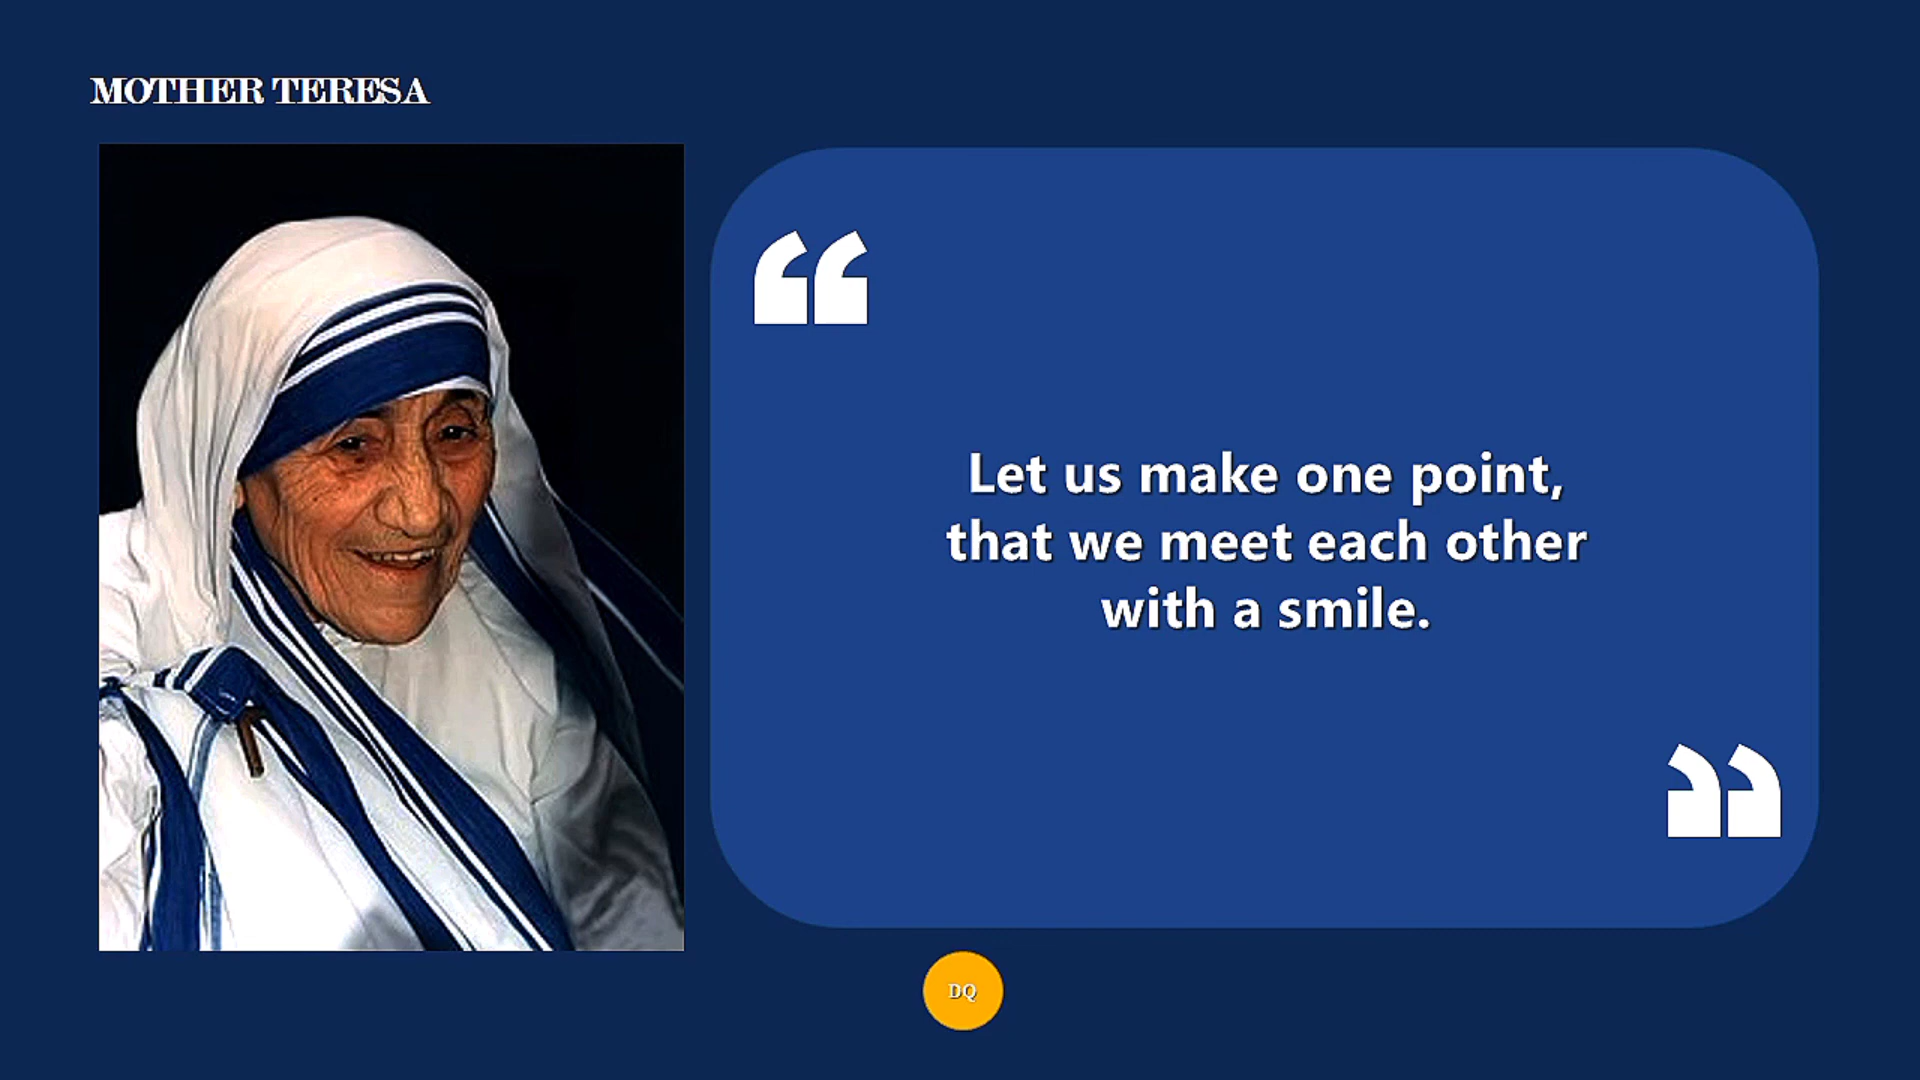 MOTHER TERESA
“
Let us make one point,
that we meet each other
with a smile.
”
DQ